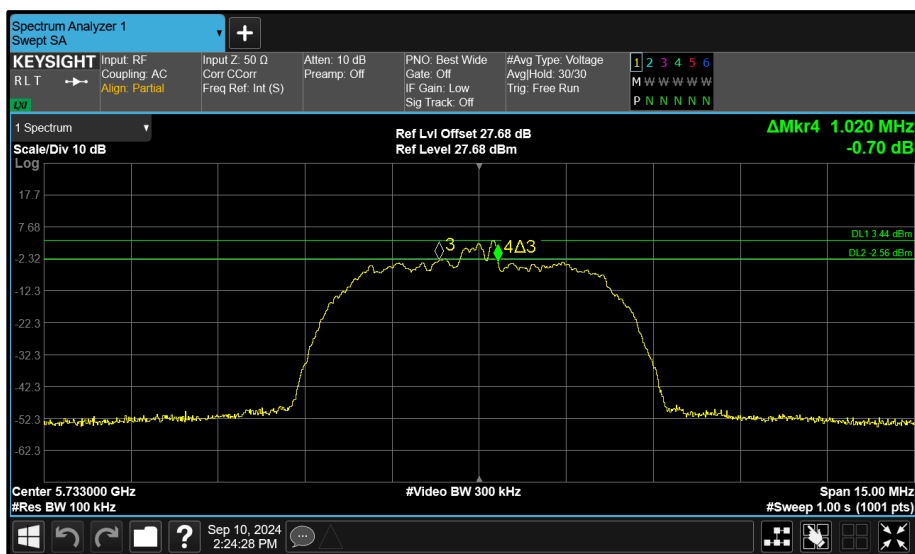 Spectrum Analyzer 1
Swept SA
KEYSIGHT
R L T
LXI
Input: RF
Coupling: AC
Align: Partial
Input Z: 50 Ω
Corr CCorr
Freq Ref: Int (S)
Atten: 10 dB
Preamp: Off
PNO: Best Wide
Gate: Off
IF Gain: Low
Sig Track: Off
#Avg Type: Voltage
Avg|Hold: 30/30
Trig: Free Run
1 2 3 4 5 6
M W W W W W
P N N N N N
1 Spectrum
Scale/Div 10 dB
Ref Lvl Offset 27.68 dB
Ref Level 27.68 dBm
ΔMkr4 1.020 MHz
-0.70 dB
Log
17.7
7.68
-2.32
-12.3
-22.3
-32.3
-42.3
-52.3
-62.3
3
4Δ3
DL1 3.44 dBm
DL2 -2.56 dBm
Center 5.733000 GHz
#Res BW 100 kHz
#Video BW 300 kHz
Span 15.00 MHz
#Sweep 1.00 s (1001 pts)
?
Sep 10, 2024
2:24:28 PM